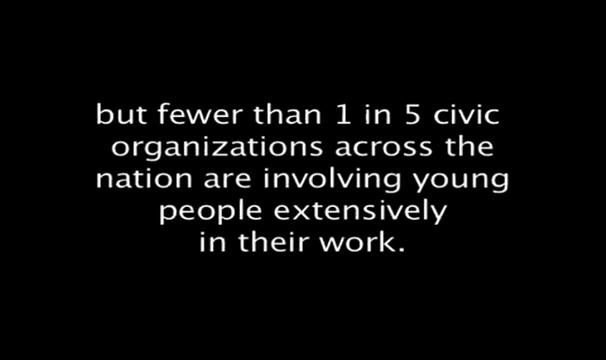 but fewer than 1 in 5 civic
organizations across the
nation are involving young
people extensively
in their work.